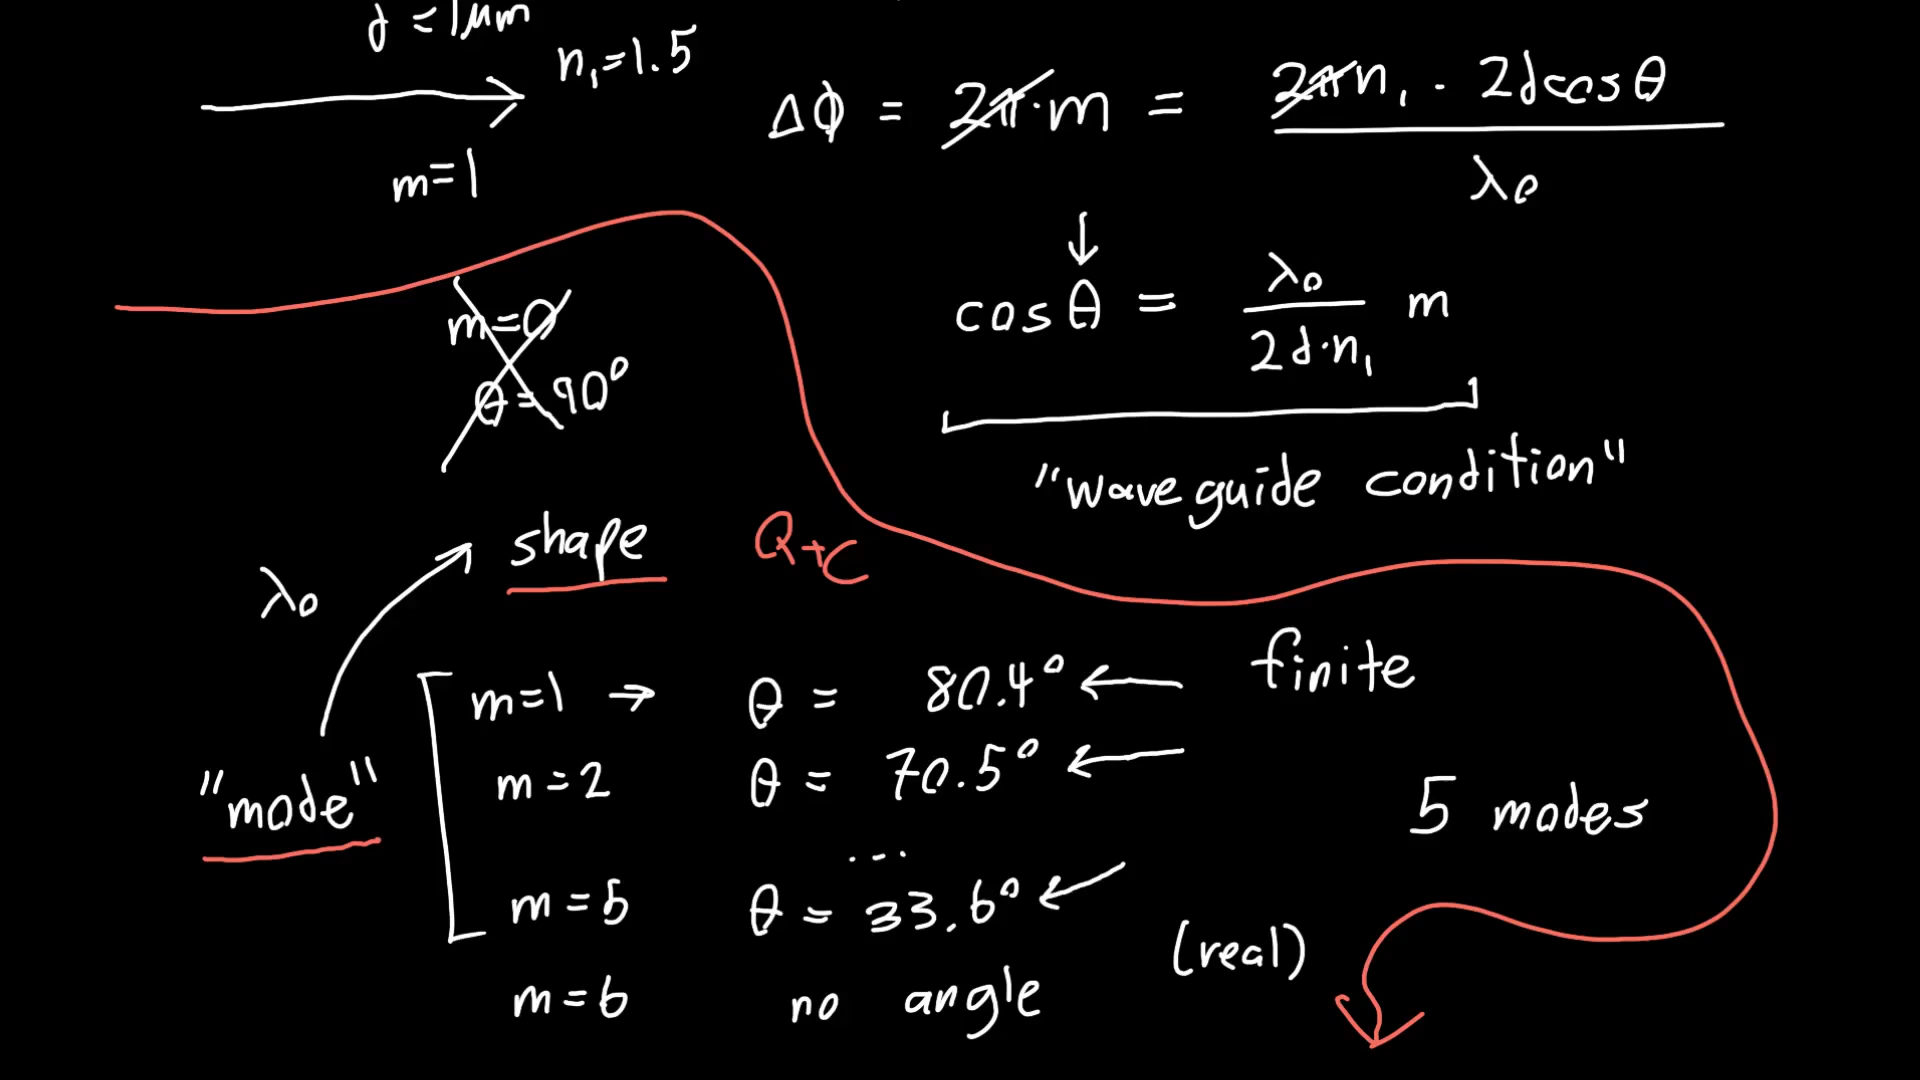 d = 1μm
n₁=1.5
m=1
Δϕ = 2π·m = 2πn₁ · 2dcosθ / λ₀
↓
cosθ = λ₀ / 2d·n₁ m
"waveguide condition"
m=0
θ=90°
shape
Q+C
λ₀
"mode"
m=1 → θ = 80.4° ←
m=2 θ = 70.5° ←
...
m=5 θ = 33.6° ←
m=6 no angle (real)
finite
5 modes